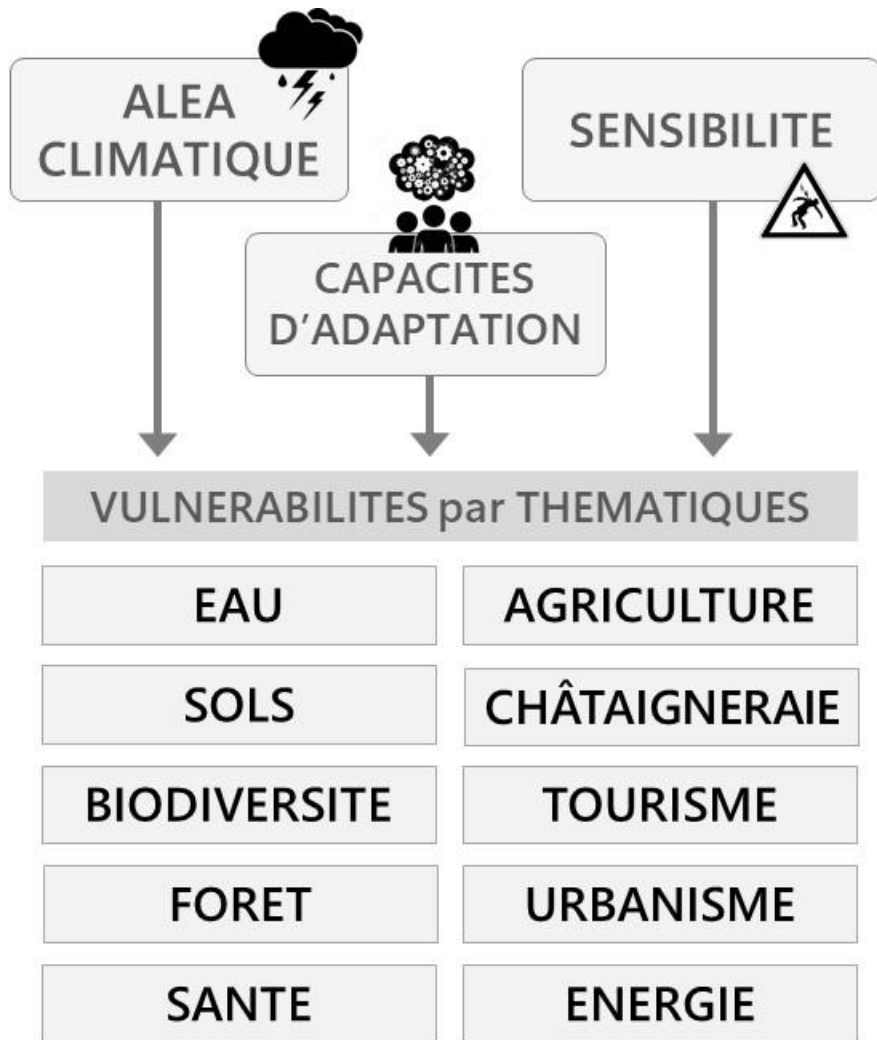 ALEA
CLIMATIQUE
SENSIBILITE
CAPACITES
D'ADAPTATION
VULNERABILITES par THEMATIQUES
EAU
AGRICULTURE
SOLS
CHÂTAIGNERAIE
BIODIVERSITE
TOURISME
FORET
URBANISME
SANTE
ENERGIE